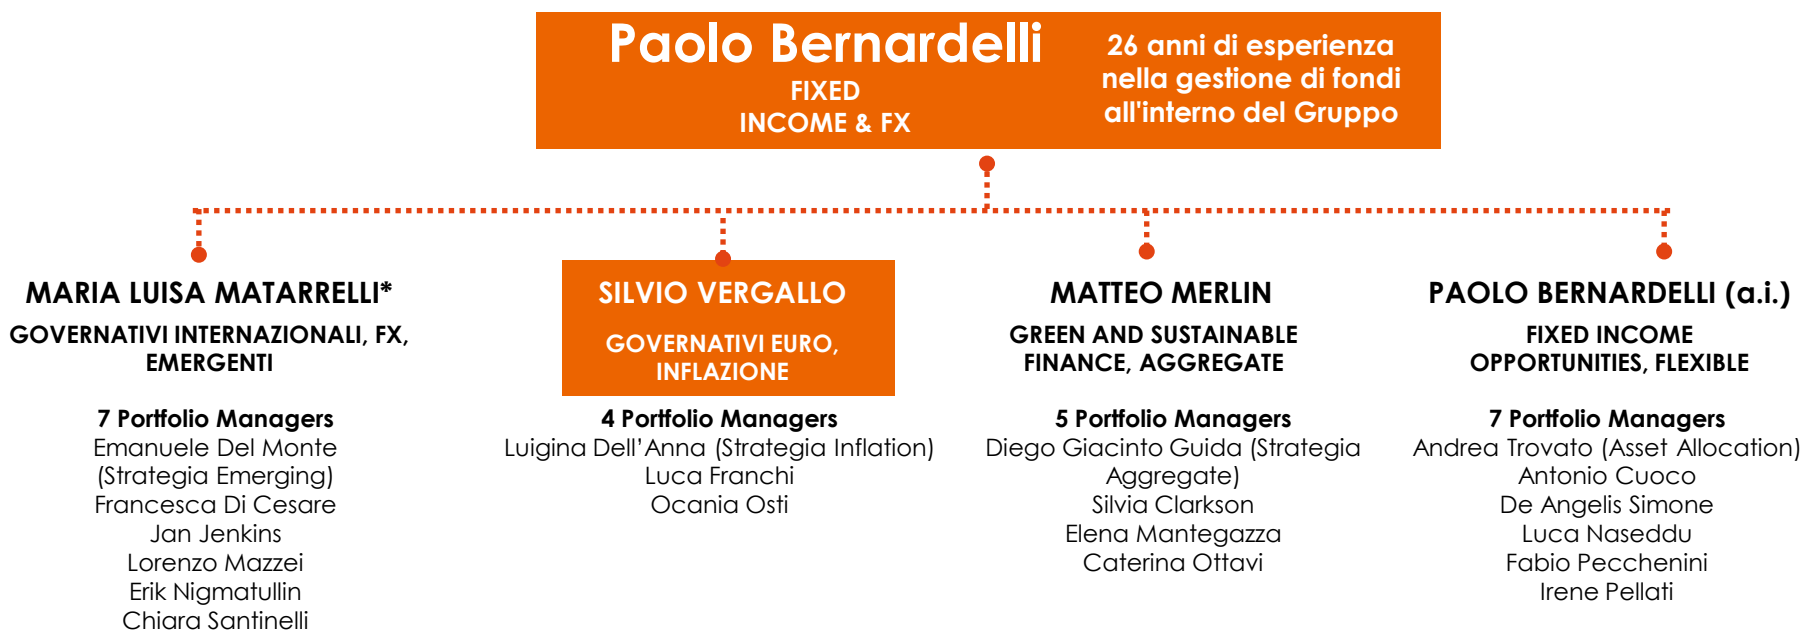 Paolo Bernardelli
FIXED
INCOME & FX
26 anni di esperienza
nella gestione di fondi
all'interno del Gruppo
MARIA LUISA MATARRELLI*
GOVERNATIVI INTERNAZIONALI, FX,
EMERGENTI
7 Portfolio Managers
Emanuele Del Monte
(Strategia Emerging)
Francesca Di Cesare
Jan Jenkins
Lorenzo Mazzei
Erik Nigmatullin
Chiara Santinelli
SILVIO VERGALLO
GOVERNATIVI EURO,
INFLAZIONE
4 Portfolio Managers
Luigina Dell’Anna (Strategia Inflation)
Luca Franchi
Ocania Osti
MATTEO MERLIN
GREEN AND SUSTAINABLE
FINANCE, AGGREGATE
5 Portfolio Managers
Diego Giacinto Guida (Strategia
Aggregate)
Silvia Clarkson
Elena Mantegazza
Caterina Ottavi
PAOLO BERNARDELLI (a.i.)
FIXED INCOME
OPPORTUNITIES, FLEXIBLE
7 Portfolio Managers
Andrea Trovato (Asset Allocation)
Antonio Cuoco
De Angelis Simone
Luca Naseddu
Fabio Pecchenini
Irene Pellati